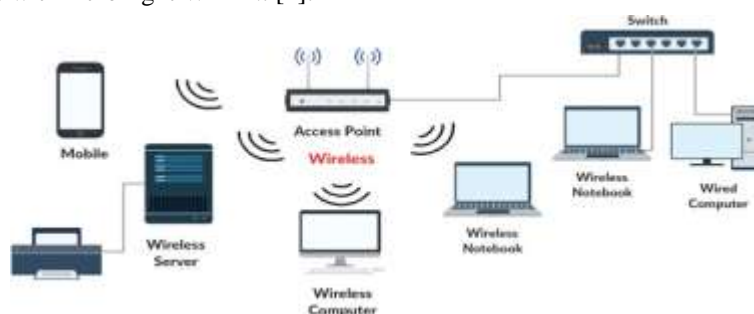 Switch
Access Point
Wireless
Mobile
Wireless
Notebook
Wired
Computer
Wireless
Server
Wireless
Notebook
Wireless
Computer